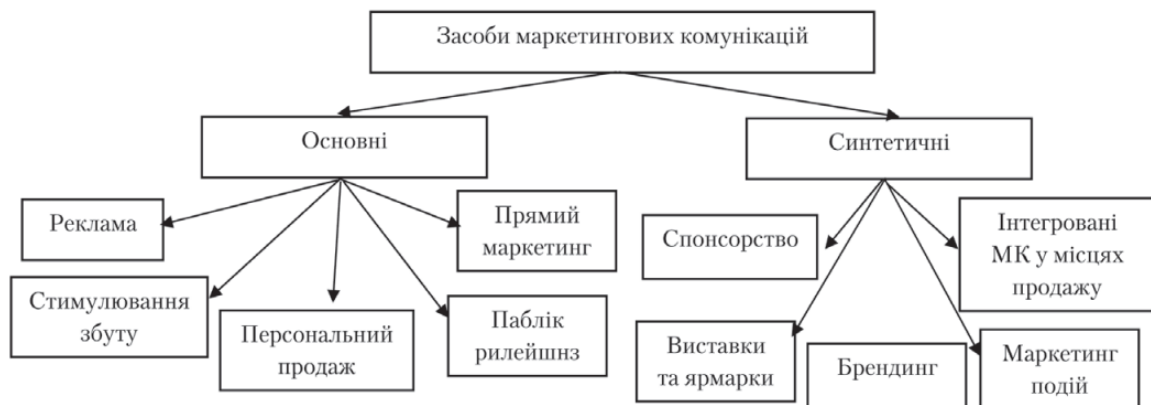 Засоби маркетингових комунікацій
Основні
Синтетичні
Реклама
Прямий
маркетинг
Стимулювання
збуту
Персональний
продаж
Паблік
рилейшнз
Спонсорство
Інтегровані
МК у місцях
продажу
Виставки
та ярмарки
Брендинг
Маркетинг
подій